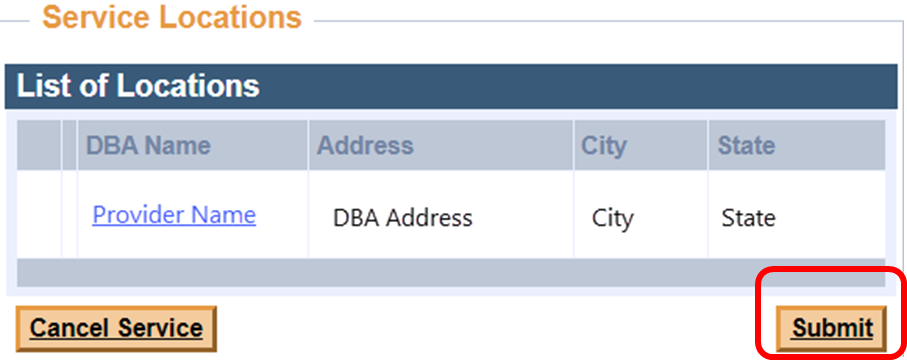 Service Locations
List of Locations
DBA Name Address City State
Provider Name DBA Address City State
Cancel Service Submit